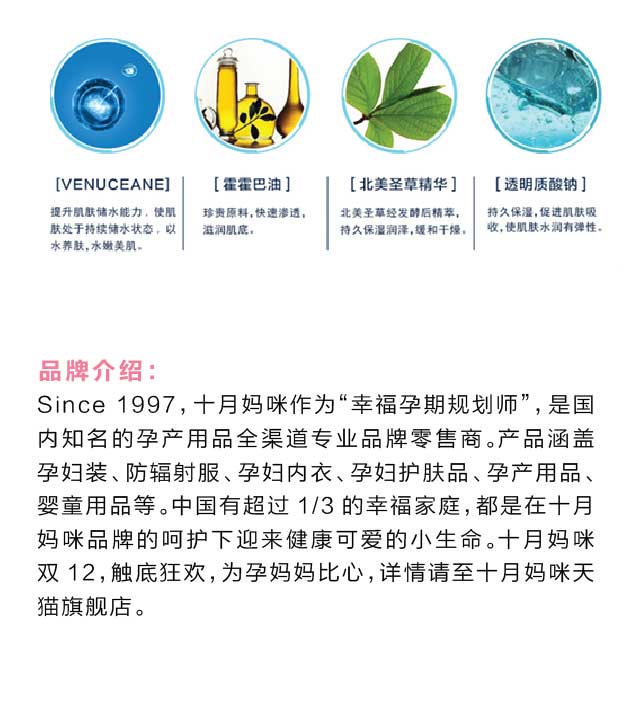 [VENUCEANE]
提升肌肤储水能力，使肌
肤处于持续储水状态，以
水养肤，水嫩美肌。
[霍霍巴油]
珍贵原料，快速渗透，
滋润肌底。
[北美圣草精华]
北美圣草经发酵后精萃，
持久保湿润泽，缓和干燥。
[透明质酸钠]
持久保湿，促进肌肤吸
收，使肌肤水润有弹性。
品牌介绍：
Since 1997，十月妈咪作为“幸福孕期规划师”，是国
内知名的孕产用品全渠道专业品牌零售商。产品涵盖
孕妇装、防辐射服、孕妇内衣、孕妇护肤品、孕产用品、
婴童用品等。中国有超过 1/3 的幸福家庭，都是在十月
妈咪品牌的呵护下迎来健康可爱的小生命。十月妈咪
双 12，触底狂欢，为孕妈妈比心，详情请至十月妈咪天
猫旗舰店。